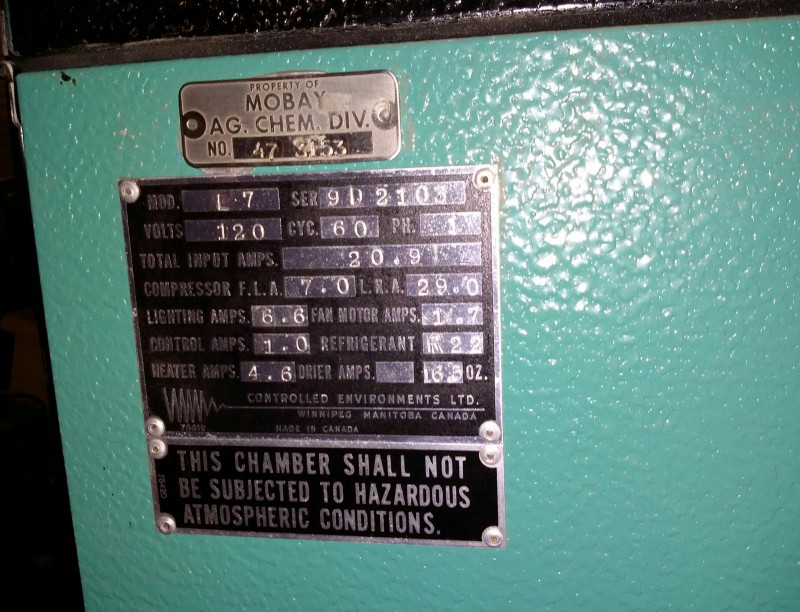 PROPERTY OF
MOBAY
AG. CHEM. DIV.
NO. 47 3153
MOD. E 7 SER 9D2103
VOLTS 120 CYC. 60 PH. 1
TOTAL INPUT AMPS. 20.9
COMPRESSOR F.L.A. 7.0 L.R.A. 29.0
LIGHTING AMPS. 6.6 FAN MOTOR AMPS. 1.7
CONTROL AMPS. 1.0 REFRIGERANT R22
HEATER AMPS. 4.6 DRIER AMPS. 16.5 OZ.
CONTROLLED ENVIRONMENTS LTD.
WINNIPEG MANITOBA CANADA
MADE IN CANADA
THIS CHAMBER SHALL NOT
BE SUBJECTED TO HAZARDOUS
ATMOSPHERIC CONDITIONS.